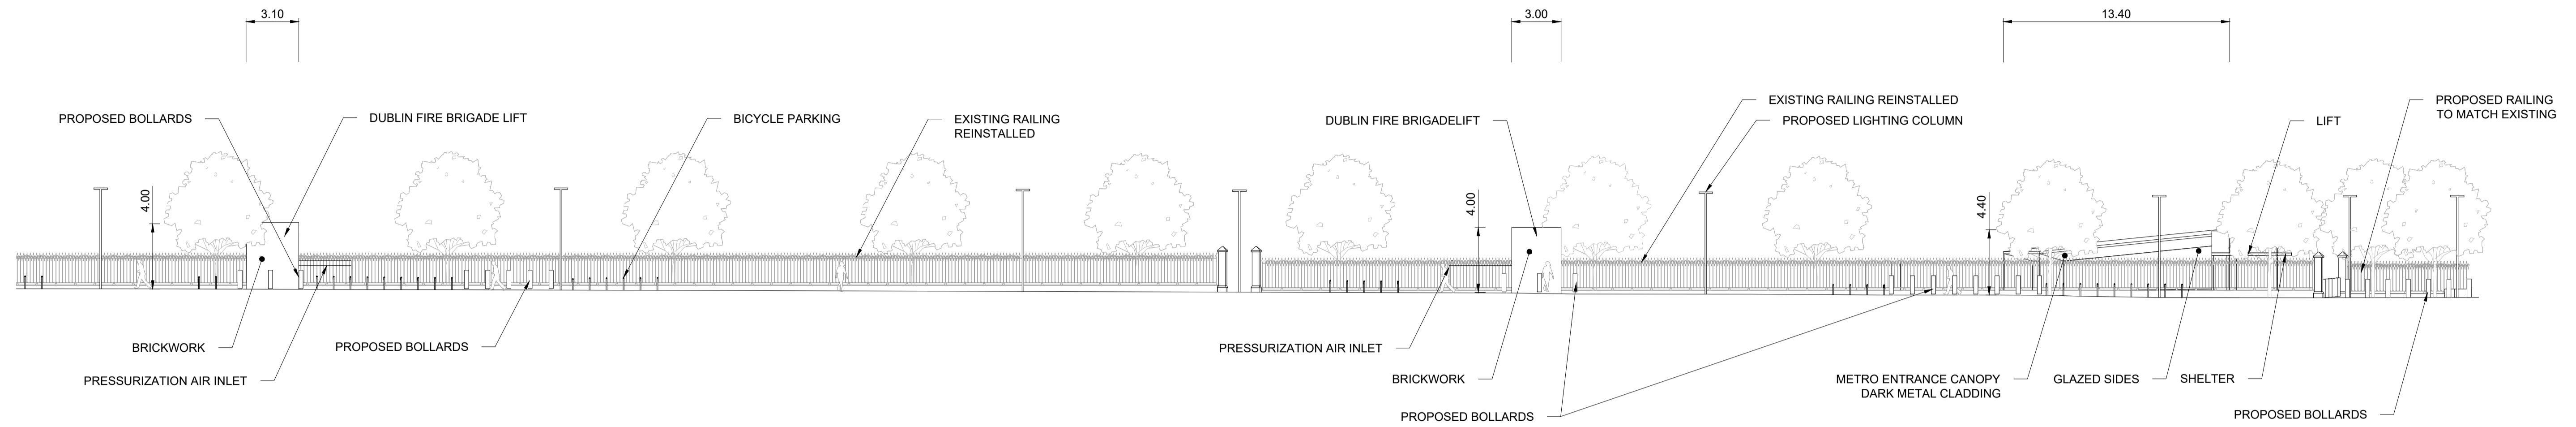 3.10
3.00
13.40
PROPOSED BOLLARDS
DUBLIN FIRE BRIGADE LIFT
BICYCLE PARKING
EXISTING RAILING
REINSTALLED
DUBLIN FIRE BRIGADELIFT
EXISTING RAILING REINSTALLED
PROPOSED LIGHTING COLUMN
LIFT
PROPOSED RAILING
TO MATCH EXISTING
4.00
4.00
4.40
BRICKWORK
PROPOSED BOLLARDS
PRESSURIZATION AIR INLET
PRESSURIZATION AIR INLET
BRICKWORK
PROPOSED BOLLARDS
METRO ENTRANCE CANOPY
DARK METAL CLADDING
GLAZED SIDES
SHELTER
PROPOSED BOLLARDS